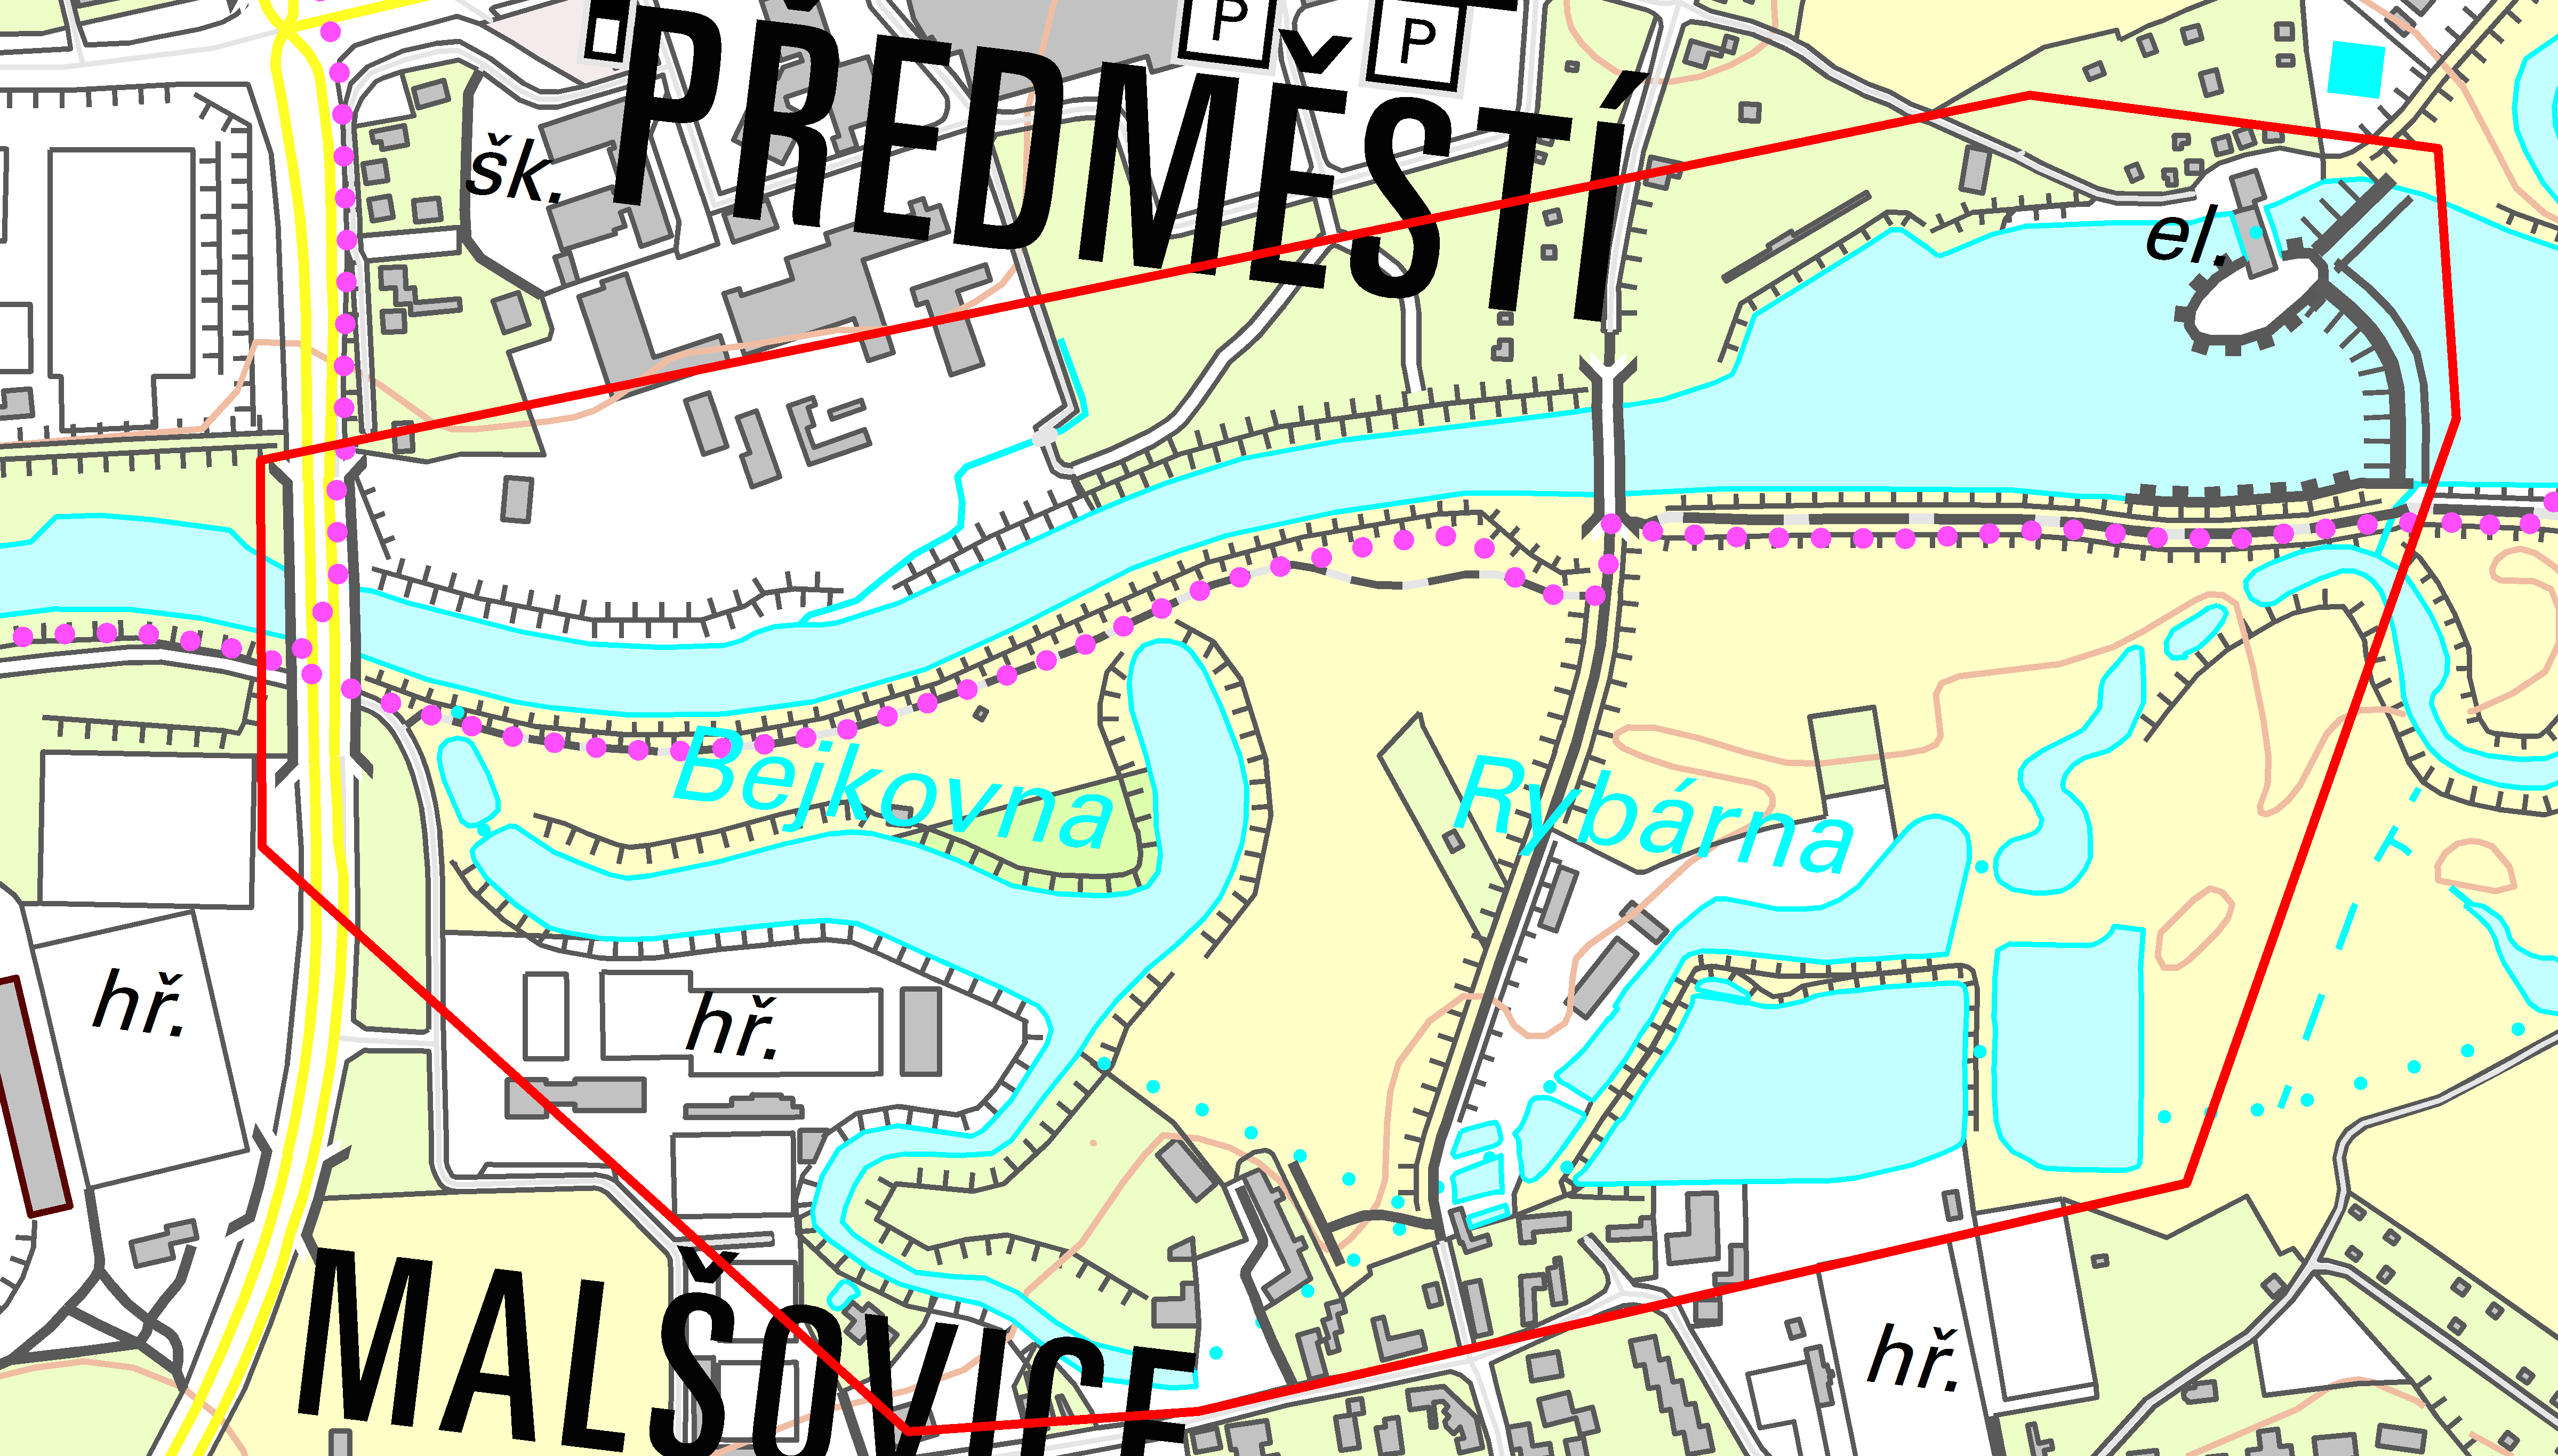 P P
PŘEDMĚSTÍ
šk.
el.
Bejkovna
Rybárna
hř.
hř.
MALŠOVICE
hř.